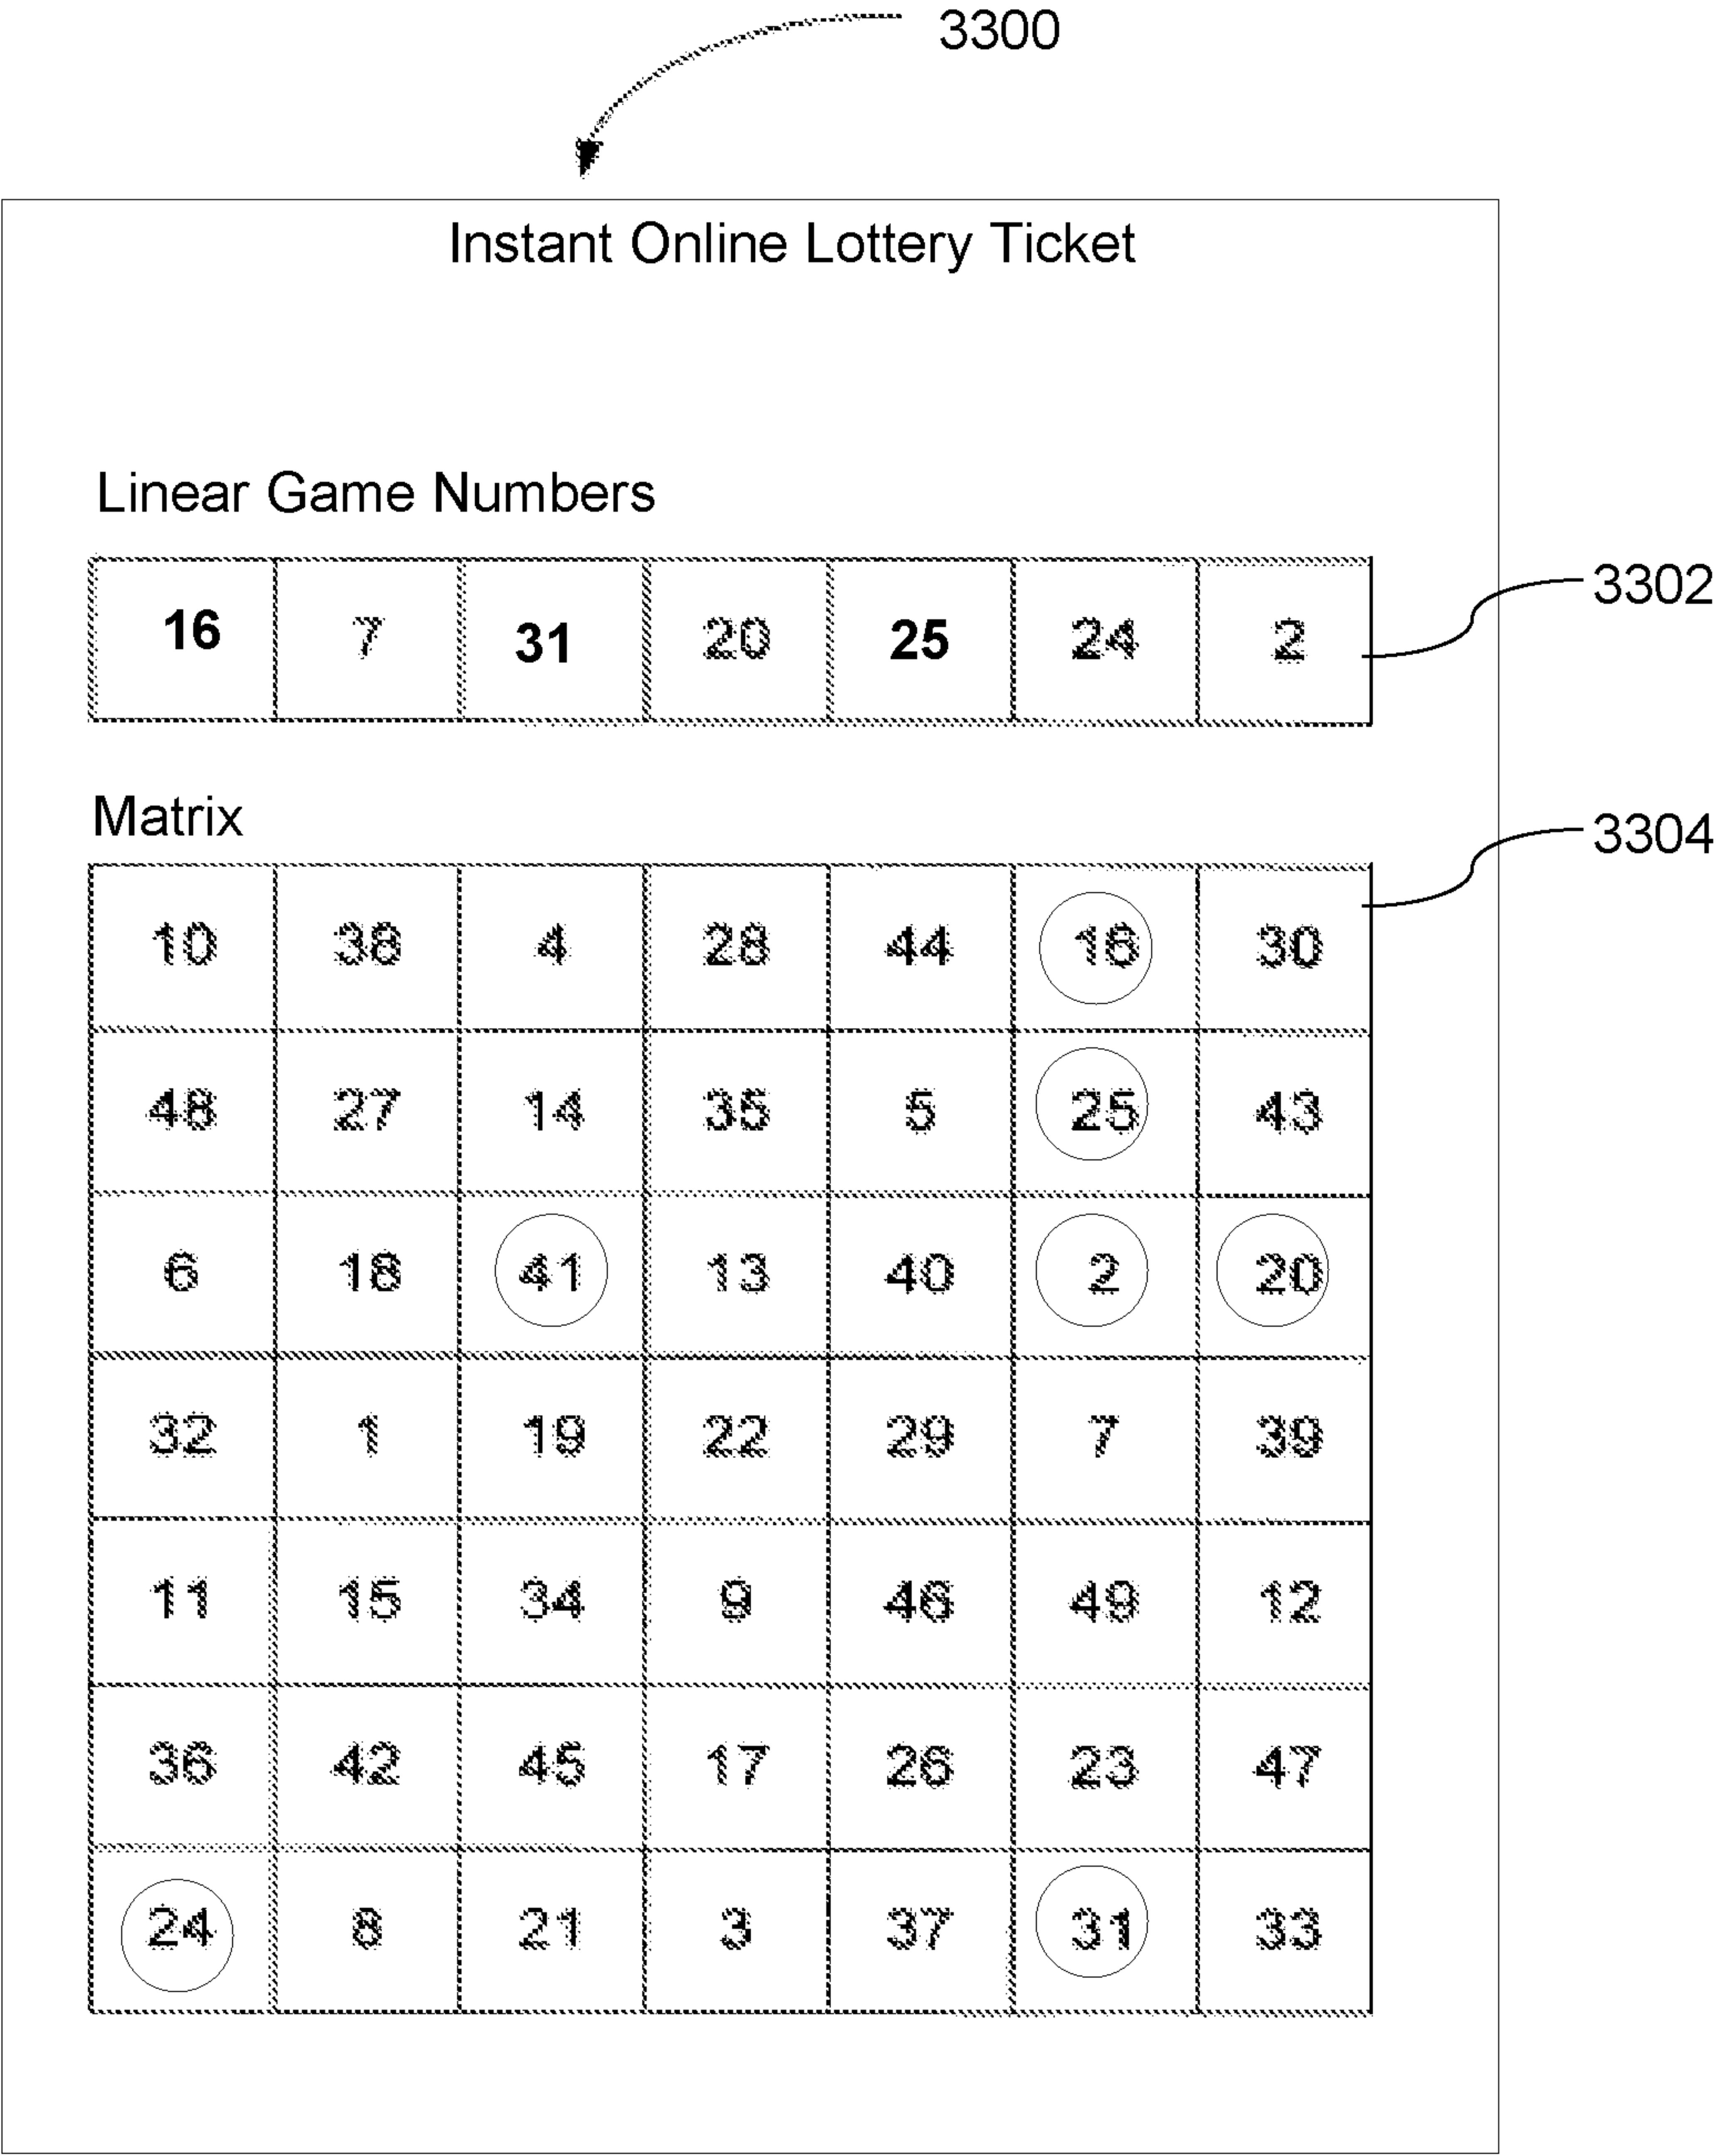 3300
Instant Online Lottery Ticket
Linear Game Numbers
16 7 31 20 25 24 2
3302
Matrix
3304
10 38 4 28 44 16 30
48 27 14 35 5 25 43
6 18 41 13 40 2 20
32 1 19 22 29 7 39
11 15 34 9 46 49 12
36 42 45 17 26 23 47
24 8 21 3 37 31 33